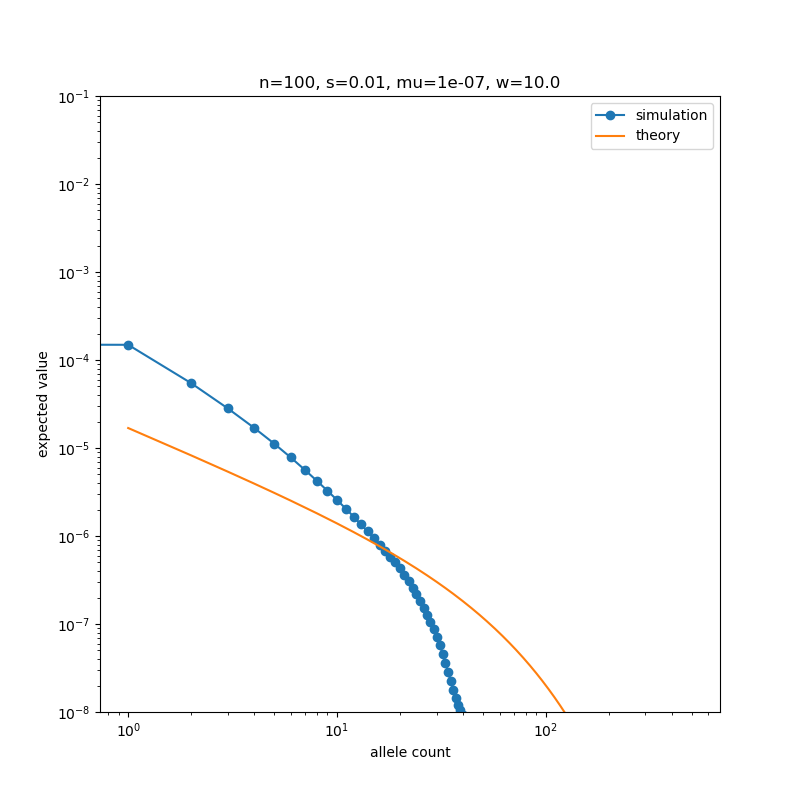 n=100, s=0.01, mu=1e-07, w=10.0
simulation
theory
10⁻¹
10⁻²
10⁻³
10⁻⁴
10⁻⁵
10⁻⁶
10⁻⁷
10⁻⁸
expected value
10⁰ 10¹ 10²
allele count